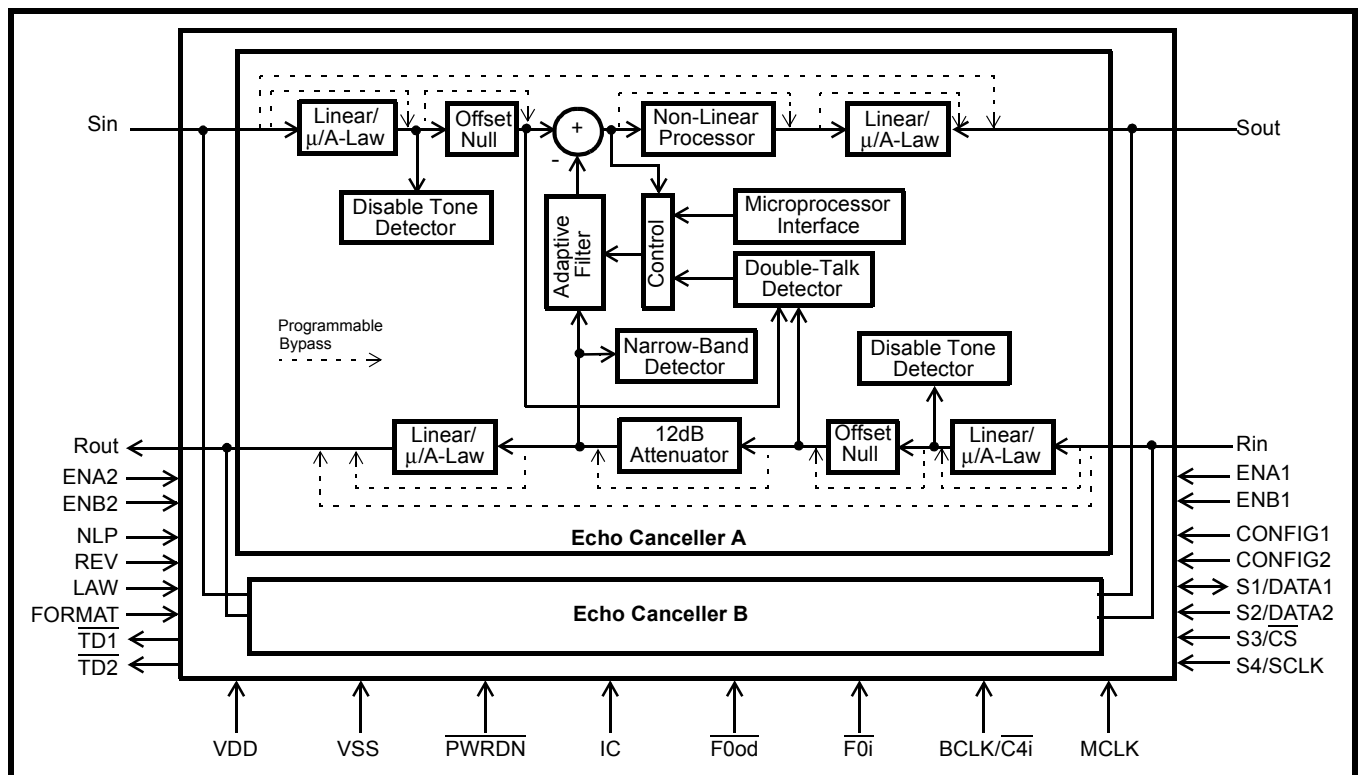 Linear/
µ/A-Law
Offset
Null
+
-
Non-Linear
Processor
Linear/
µ/A-Law
Sin
Sout
Disable Tone
Detector
Adaptive
Filter
Control
Microprocessor
Interface
Double-Talk
Detector
Programmable
Bypass
Narrow-Band
Detector
Disable Tone
Detector
Rout
Linear/
µ/A-Law
12dB
Attenuator
Offset
Null
Linear/
µ/A-Law
Rin
ENA2
ENB2
NLP
REV
LAW
FORMAT
TD1
TD2
ENA1
ENB1
CONFIG1
CONFIG2
S1/DATA1
S2/DATA2
S3/CS
S4/SCLK
Echo Canceller A
Echo Canceller B
VDD
VSS
PWRDN
IC
F0od
F0i
BCLK/C4i
MCLK